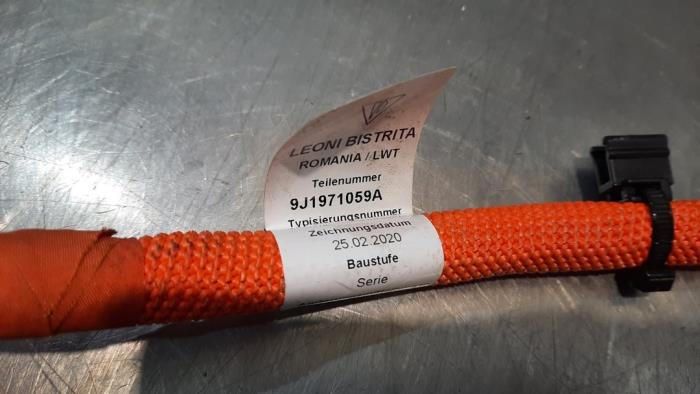 LEONI BISTRITA
ROMANIA / LWT
Teilenummer
9J1971059A
Typisierungsnummer
Zeichnungsdatum
25.02.2020
Baustufe
Serie